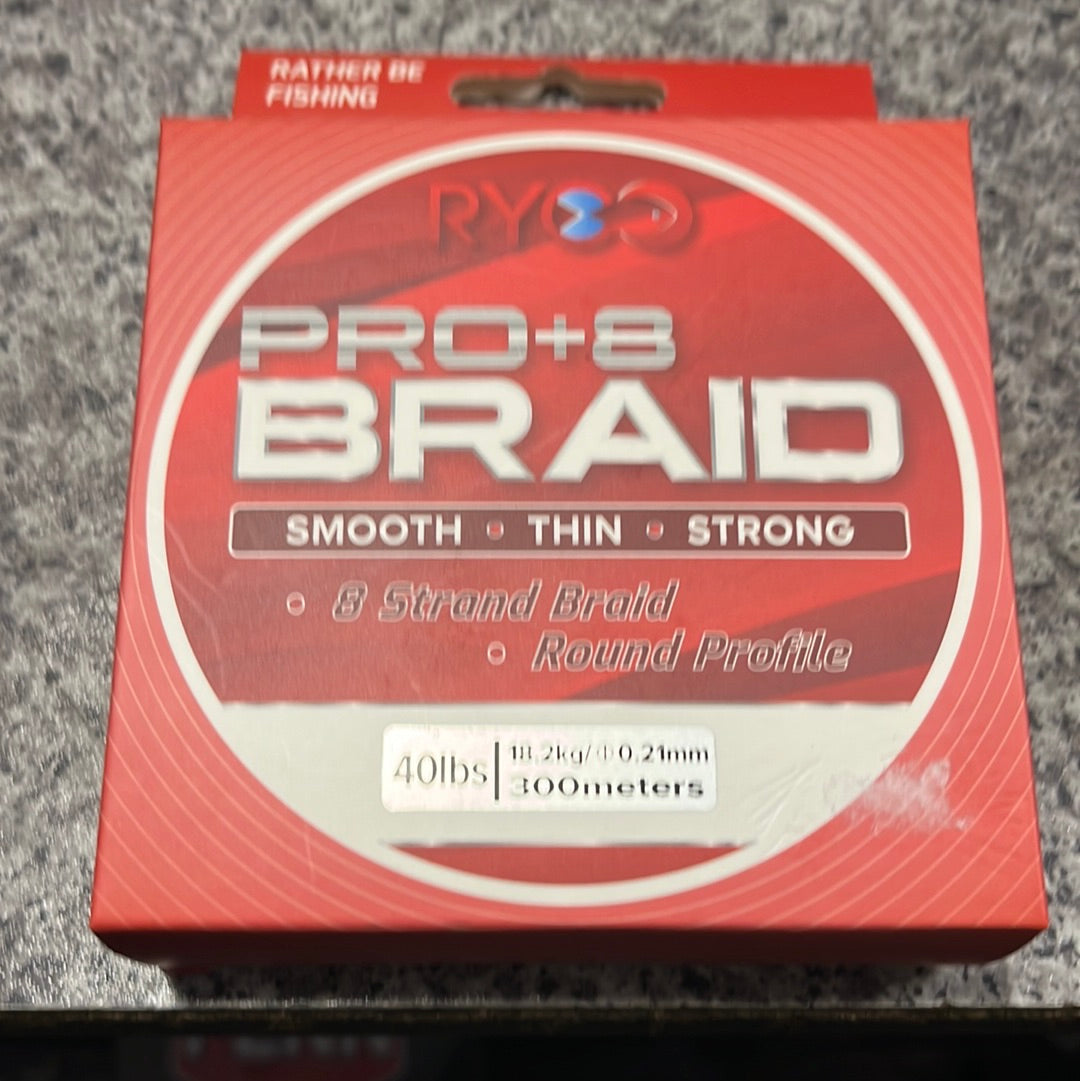 RATHER BE
FISHING
RYCO
PRO+8
BRAID
SMOOTH • THIN • STRONG
• 8 Strand Braid
• Round Profile
40lbs
18.2kg/Φ0.21mm
300meters